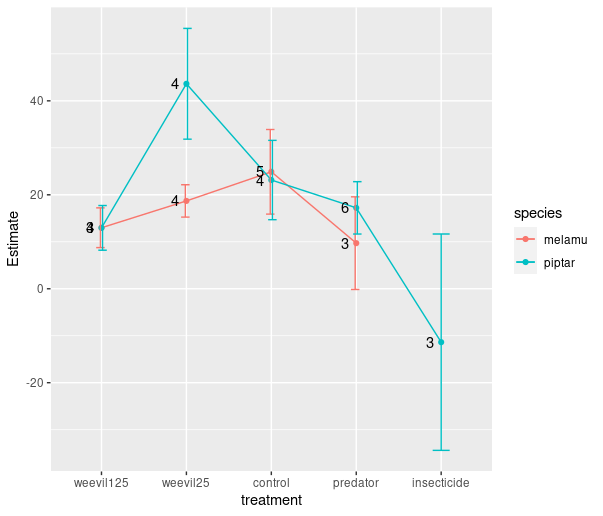 40
20
0
-20
Estimate
4
5
4
4
6
3
3
weevil125
weevil25
control
predator
insecticide
treatment
species
melamu
piptar